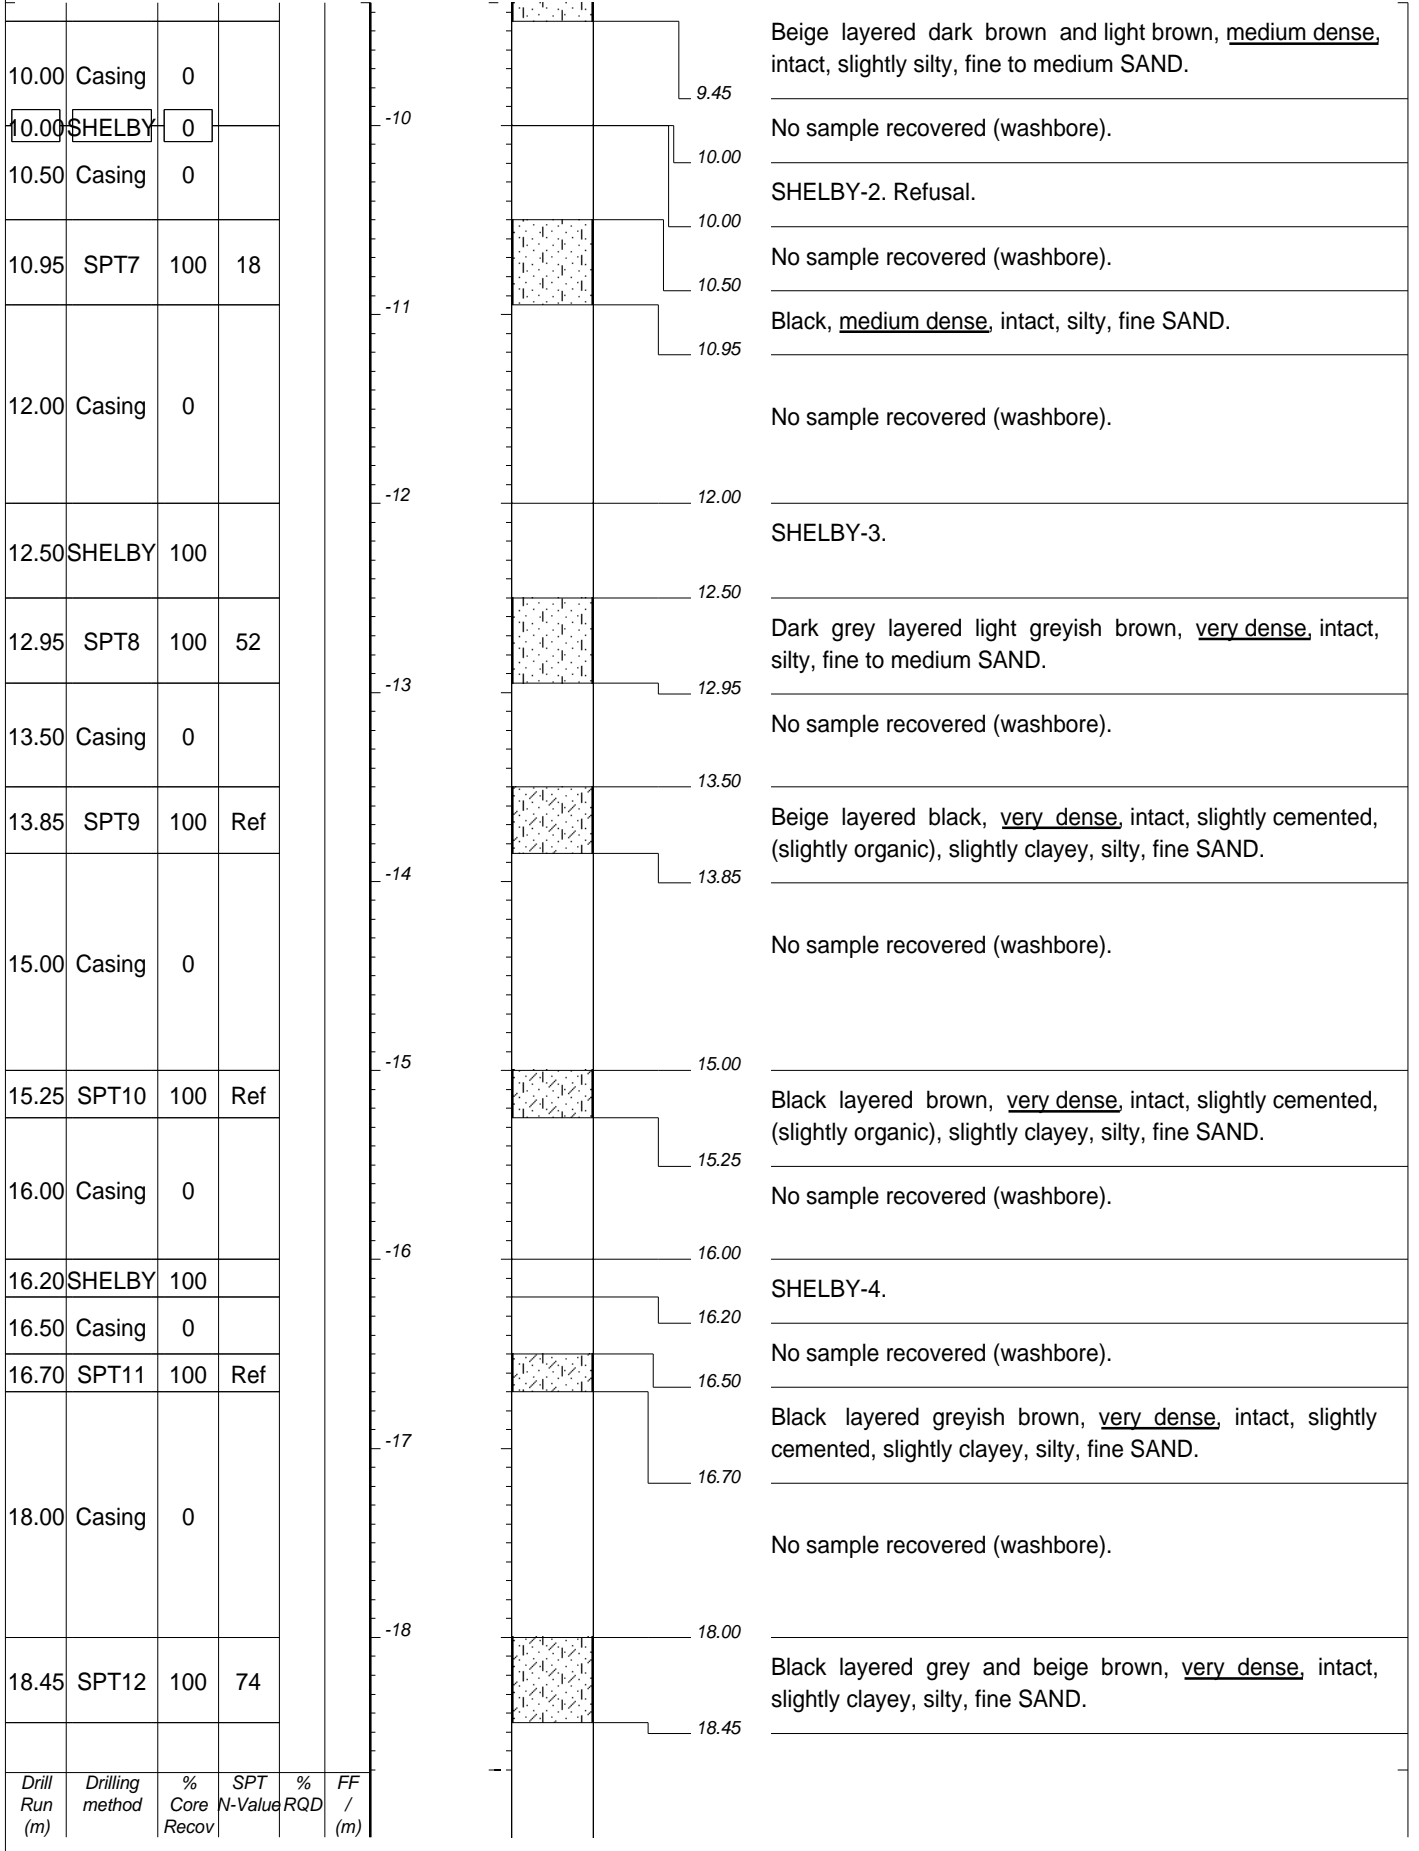 Beige layered dark brown and light brown, medium dense,
intact, slightly silty, fine to medium SAND.
10.00 Casing 0
9.45
10.00 SHELBY 0
-10
No sample recovered (washbore).
10.00
10.50 Casing 0
SHELBY-2. Refusal.
10.00
10.95 SPT7 100 18
No sample recovered (washbore).
10.50
-11
Black, medium dense, intact, silty, fine SAND.
10.95
12.00 Casing 0
No sample recovered (washbore).
-12
12.00
SHELBY-3.
12.50 SHELBY 100
12.50
12.95 SPT8 100 52
Dark grey layered light greyish brown, very dense, intact,
silty, fine to medium SAND.
-13
12.95
13.50 Casing 0
No sample recovered (washbore).
13.50
13.85 SPT9 100 Ref
Beige layered black, very dense, intact, slightly cemented,
(slightly organic), slightly clayey, silty, fine SAND.
-14
13.85
15.00 Casing 0
No sample recovered (washbore).
-15
15.00
15.25 SPT10 100 Ref
Black layered brown, very dense, intact, slightly cemented,
(slightly organic), slightly clayey, silty, fine SAND.
15.25
16.00 Casing 0
No sample recovered (washbore).
-16
16.00
16.20 SHELBY 100
SHELBY-4.
16.20
16.50 Casing 0
No sample recovered (washbore).
16.70 SPT11 100 Ref
16.50
Black layered greyish brown, very dense, intact, slightly
cemented, slightly clayey, silty, fine SAND.
-17
16.70
18.00 Casing 0
No sample recovered (washbore).
-18
18.00
18.45 SPT12 100 74
Black layered grey and beige brown, very dense, intact,
slightly clayey, silty, fine SAND.
18.45
Drill Drilling % SPT % FF
Run method Core N-Value RQD /
(m) Recov (m)